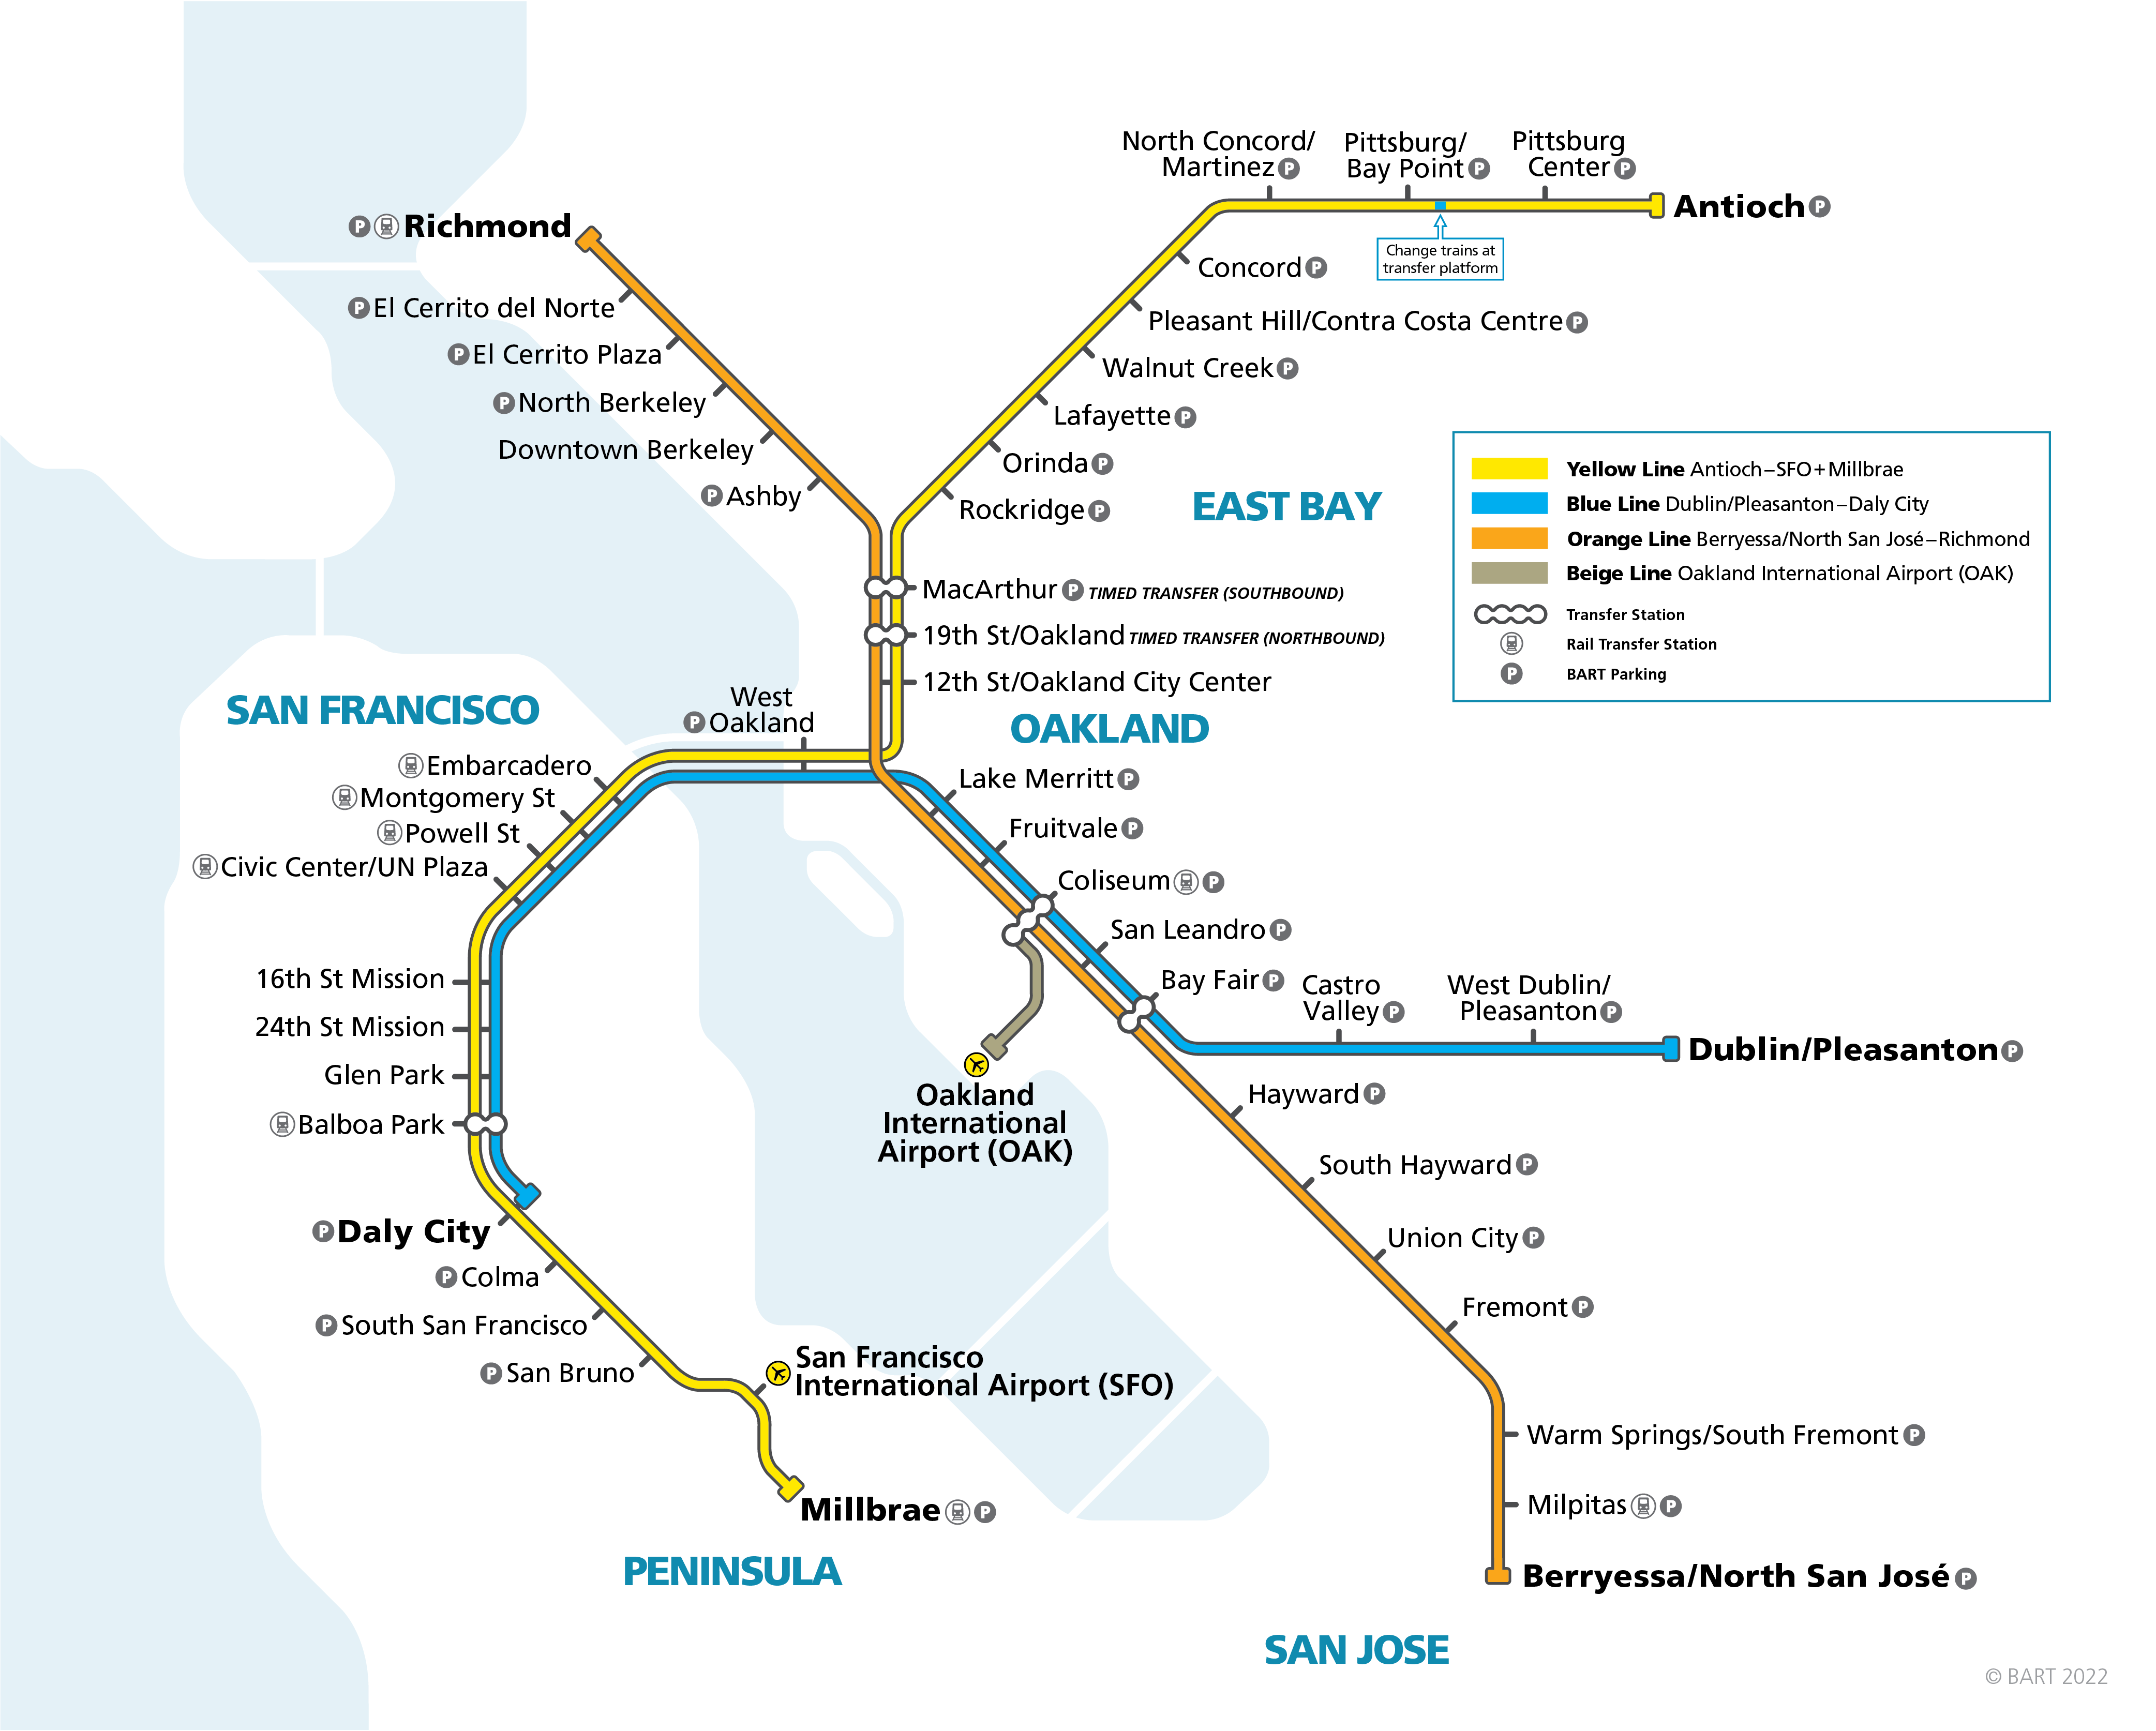 North Concord/
Martinez P
Pittsburg/
Bay Point P
Pittsburg
Center P
Antioch P
Change trains at
transfer platform
P Richmond
P El Cerrito del Norte
P El Cerrito Plaza
P North Berkeley
Downtown Berkeley
P Ashby
Concord P
Pleasant Hill/Contra Costa Centre P
Walnut Creek P
Lafayette P
Orinda P
Rockridge P
EAST BAY
Yellow Line Antioch–SFO+Millbrae
Blue Line Dublin/Pleasanton–Daly City
Orange Line Berryessa/North San José–Richmond
Beige Line Oakland International Airport (OAK)
Transfer Station
Rail Transfer Station
P BART Parking
MacArthur P TIMED TRANSFER (SOUTHBOUND)
19th St/Oakland TIMED TRANSFER (NORTHBOUND)
12th St/Oakland City Center
SAN FRANCISCO
West
P Oakland
OAKLAND
Embarcadero
Montgomery St
Powell St
Civic Center/UN Plaza
16th St Mission
24th St Mission
Glen Park
Balboa Park
P Daly City
P Colma
P South San Francisco
P San Bruno
San Francisco
International Airport (SFO)
Millbrae P
PENINSULA
Lake Merritt P
Fruitvale P
Coliseum P
San Leandro P
Bay Fair P
Castro
Valley P
West Dublin/
Pleasanton P
Dublin/Pleasanton P
Oakland
International
Airport (OAK)
Hayward P
South Hayward P
Union City P
Fremont P
Warm Springs/South Fremont P
Milpitas P
Berryessa/North San José P
SAN JOSE
© BART 2022